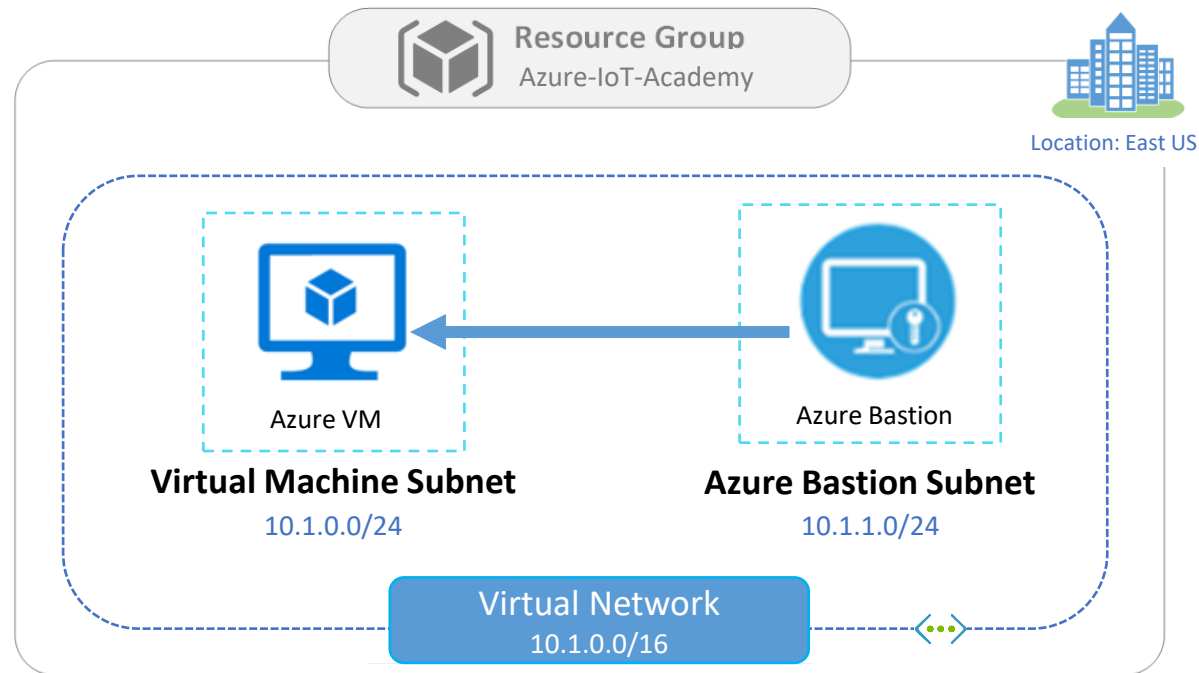 Resource Group
Azure-IoT-Academy
Location: East US
Azure VM
Azure Bastion
Virtual Machine Subnet
10.1.0.0/24
Azure Bastion Subnet
10.1.1.0/24
Virtual Network
10.1.0.0/16